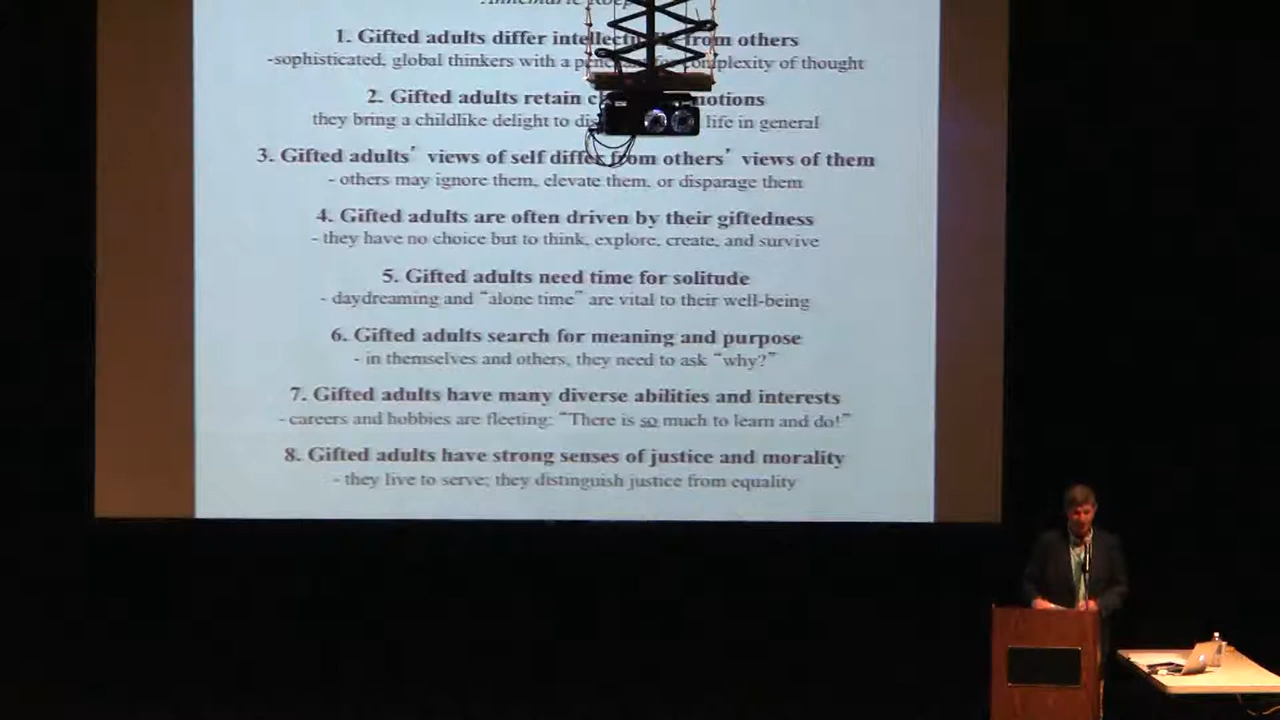 Annemarie
1. Gifted adults differ from others
-sophisticated, global thinkers with a complexity of thought
2. Gifted adults retain
they bring a childlike delight to life in general
3. Gifted adults' views of self differ from others' views of them
- others may ignore them, elevate them, or disparage them
4. Gifted adults are often driven by their giftedness
- they have no choice but to think, explore, create, and survive
5. Gifted adults need time for solitude
- daydreaming and "alone time" are vital to their well-being
6. Gifted adults search for meaning and purpose
- in themselves and others, they need to ask "why?"
7. Gifted adults have many diverse abilities and interests
- careers and hobbies are fleeting: "There is so much to learn and do!"
8. Gifted adults have strong senses of justice and morality
- they live to serve; they distinguish justice from equality